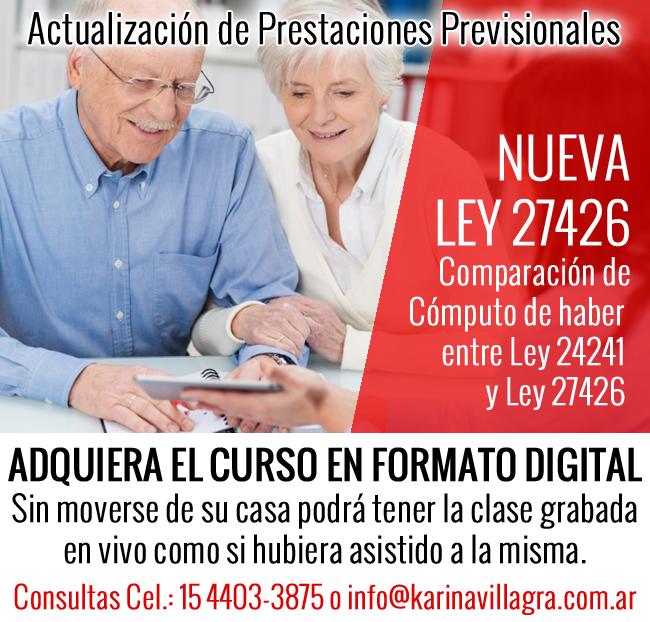 Actualización de Prestaciones Previsionales
NUEVA
LEY 27426
Comparación de
Cómputo de haber
entre Ley 24241
y Ley 27426
ADQUIERA EL CURSO EN FORMATO DIGITAL
Sin moverse de su casa podrá tener la clase grabada
en vivo como si hubiera asistido a la misma.
Consultas Cel.: 15 4403-3875 o info@karinavillagra.com.ar